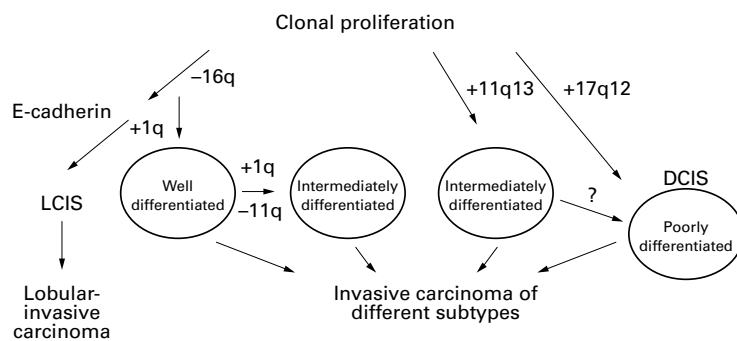 Clonal proliferation
−16q
+11q13
+17q12
E-cadherin
+1q
+1q
−11q
Well
differentiated
Intermediately
differentiated
Intermediately
differentiated
?
DCIS
Poorly
differentiated
LCIS
Lobular-
invasive
carcinoma
Invasive carcinoma of
different subtypes